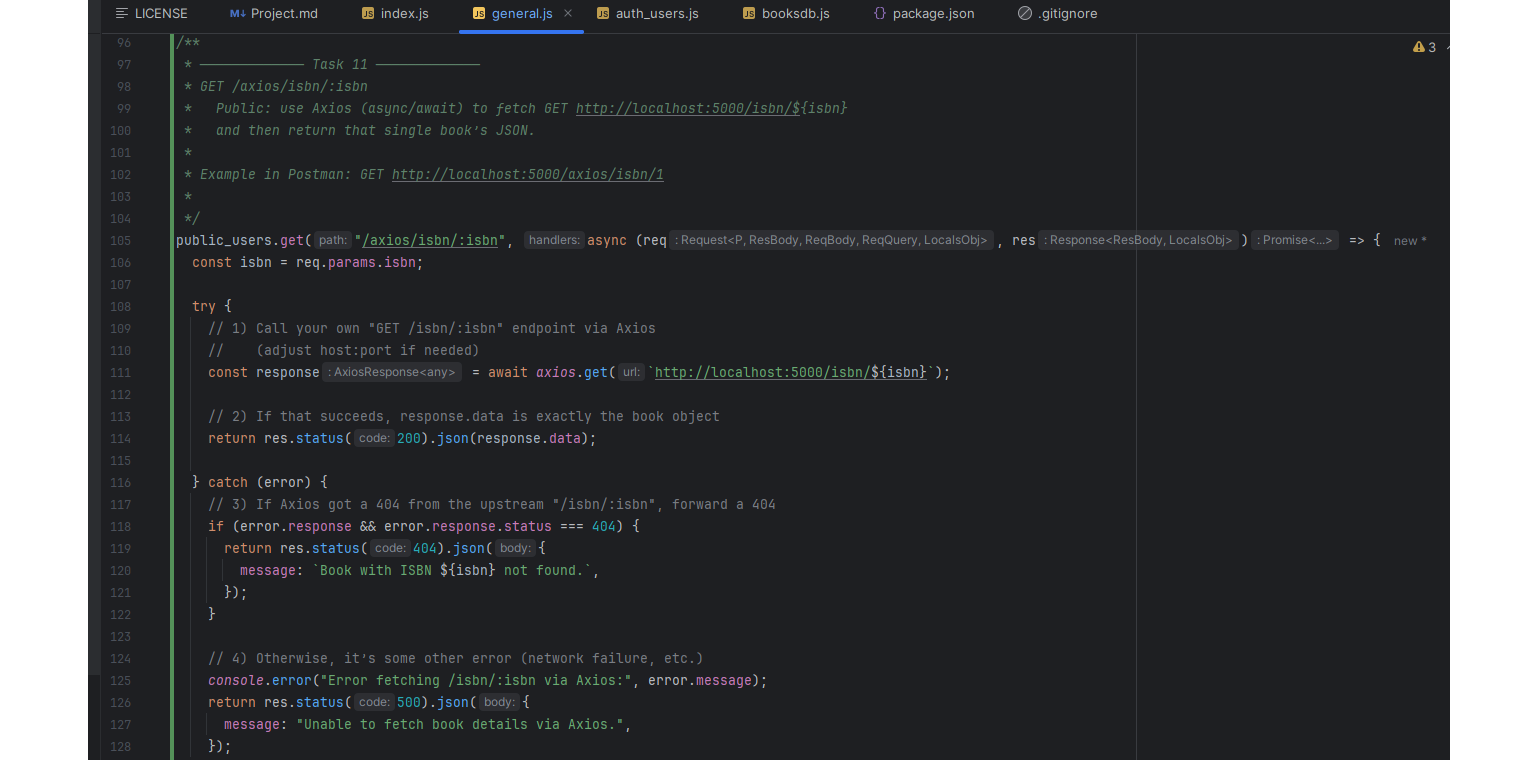 LICENSE M↓ Project.md JS index.js JS general.js × JS auth_users.js JS booksdb.js {} package.json .gitignore
96 /** 3
97 * ───────────── Task 11 ─────────────
98 * GET /axios/isbn/:isbn
99 *   Public: use Axios (async/await) to fetch GET http://localhost:5000/isbn/${isbn}
100 *   and then return that single book’s JSON.
101 *
102 * Example in Postman: GET http://localhost:5000/axios/isbn/1
103 *
104 */
105 public_users.get( path: "/axios/isbn/:isbn", handlers: async (req : Request<P, ResBody, ReqBody, ReqQuery, LocalsObj> , res : Response<ResBody, LocalsObj> ) : Promise<...> => { new *
106   const isbn = req.params.isbn;
107
108   try {
109     // 1) Call your own "GET /isbn/:isbn" endpoint via Axios
110     //    (adjust host:port if needed)
111     const response : AxiosResponse<any> = await axios.get( url: `http://localhost:5000/isbn/${isbn}`);
112
113     // 2) If that succeeds, response.data is exactly the book object
114     return res.status( code: 200).json(response.data);
115
116   } catch (error) {
117     // 3) If Axios got a 404 from the upstream "/isbn/:isbn", forward a 404
118     if (error.response && error.response.status === 404) {
119       return res.status( code: 404).json( body: {
120         message: `Book with ISBN ${isbn} not found.`,
121       });
122     }
123
124     // 4) Otherwise, it’s some other error (network failure, etc.)
125     console.error("Error fetching /isbn/:isbn via Axios:", error.message);
126     return res.status( code: 500).json( body: {
127       message: "Unable to fetch book details via Axios.",
128     });